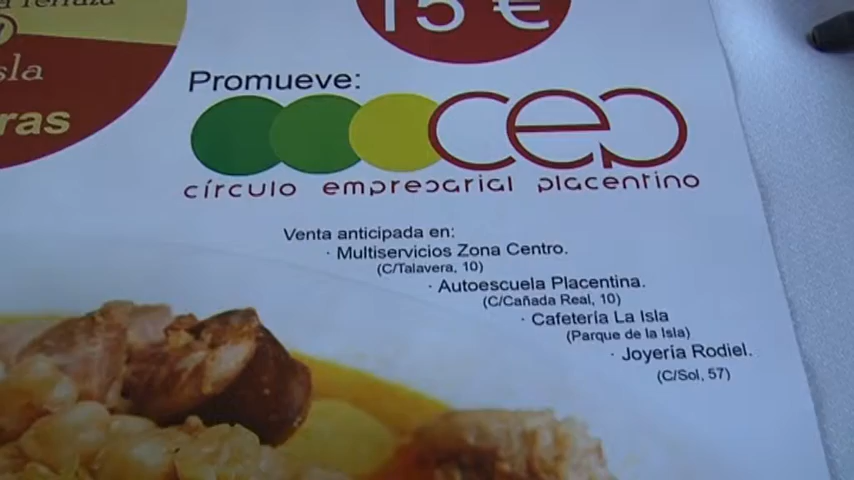 15 €
sla
ras
Promueve:
cep
círculo empresarial placentino
Venta anticipada en:
· Multiservicios Zona Centro.
(C/Talavera, 10)
· Autoescuela Placentina.
(C/Cañada Real, 10)
· Cafetería La Isla
(Parque de la Isla)
· Joyería Rodiel.
(C/Sol, 57)